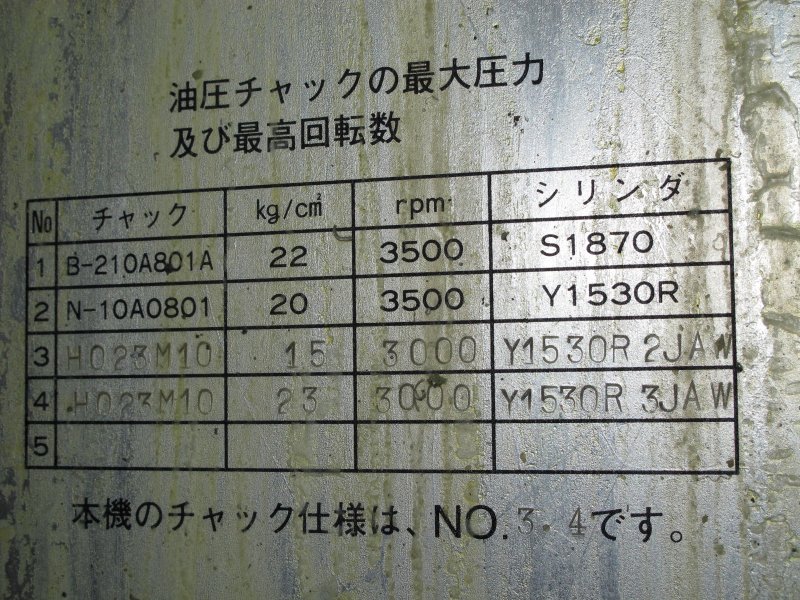 油圧チャックの最大圧力
及び最高回転数
№ チャック kg/c㎡ rpm シリンダ
1 B-210A801A 22 3500 S1870
2 N-10A0801 20 3500 Y1530R
3 H023M10 15 3000 Y1530R 2JAW
4 H023M10 23 3000 Y1530R 3JAW
5
本機のチャック仕様は、NO.3.4です。